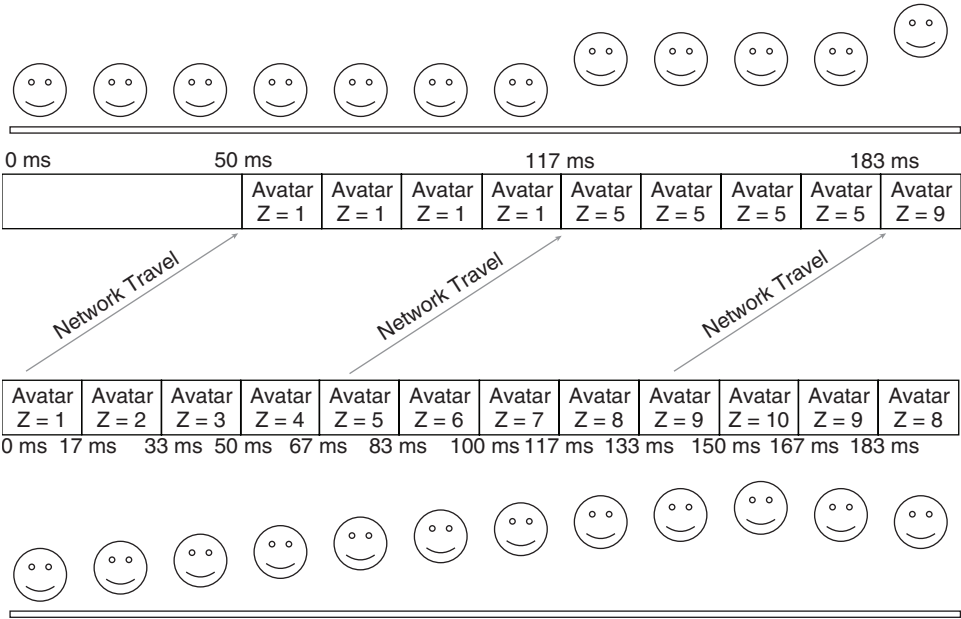 0 ms 50 ms 117 ms 183 ms
Avatar Avatar Avatar Avatar Avatar Avatar Avatar Avatar Avatar
Z = 1 Z = 1 Z = 1 Z = 1 Z = 5 Z = 5 Z = 5 Z = 5 Z = 9
Network Travel
Network Travel
Network Travel
Avatar Avatar Avatar Avatar Avatar Avatar Avatar Avatar Avatar Avatar Avatar Avatar
Z = 1 Z = 2 Z = 3 Z = 4 Z = 5 Z = 6 Z = 7 Z = 8 Z = 9 Z = 10 Z = 9 Z = 8
0 ms 17 ms 33 ms 50 ms 67 ms 83 ms 100 ms 117 ms 133 ms 150 ms 167 ms 183 ms